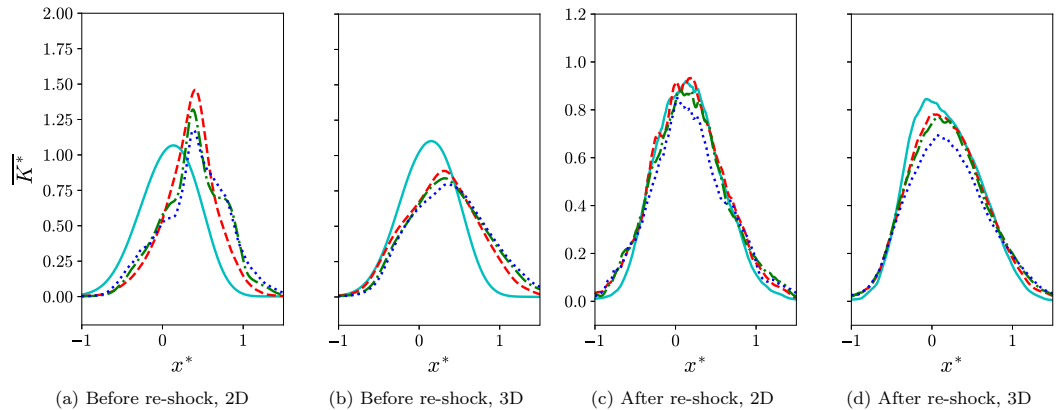 2.00
1.75
1.50
1.25
1.00
0.75
0.50
0.25
0.00
K*
−1 0 1
x*
(a) Before re-shock, 2D
−1 0 1
x*
(b) Before re-shock, 3D
1.2
1.0
0.8
0.6
0.4
0.2
0.0
−1 0 1
x*
(c) After re-shock, 2D
−1 0 1
x*
(d) After re-shock, 3D